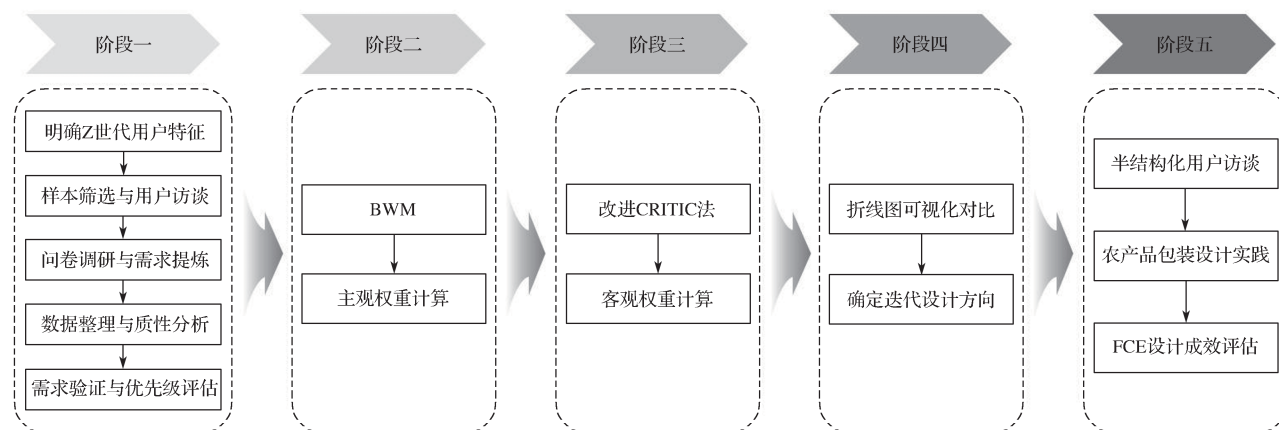 阶段一
阶段二
阶段三
阶段四
阶段五
明确Z世代用户特征
样本筛选与用户访谈
问卷调研与需求提炼
数据整理与质性分析
需求验证与优先级评估
BWM
主观权重计算
改进CRITIC法
客观权重计算
折线图可视化对比
确定迭代设计方向
半结构化用户访谈
农产品包装设计实践
FCE设计成效评估